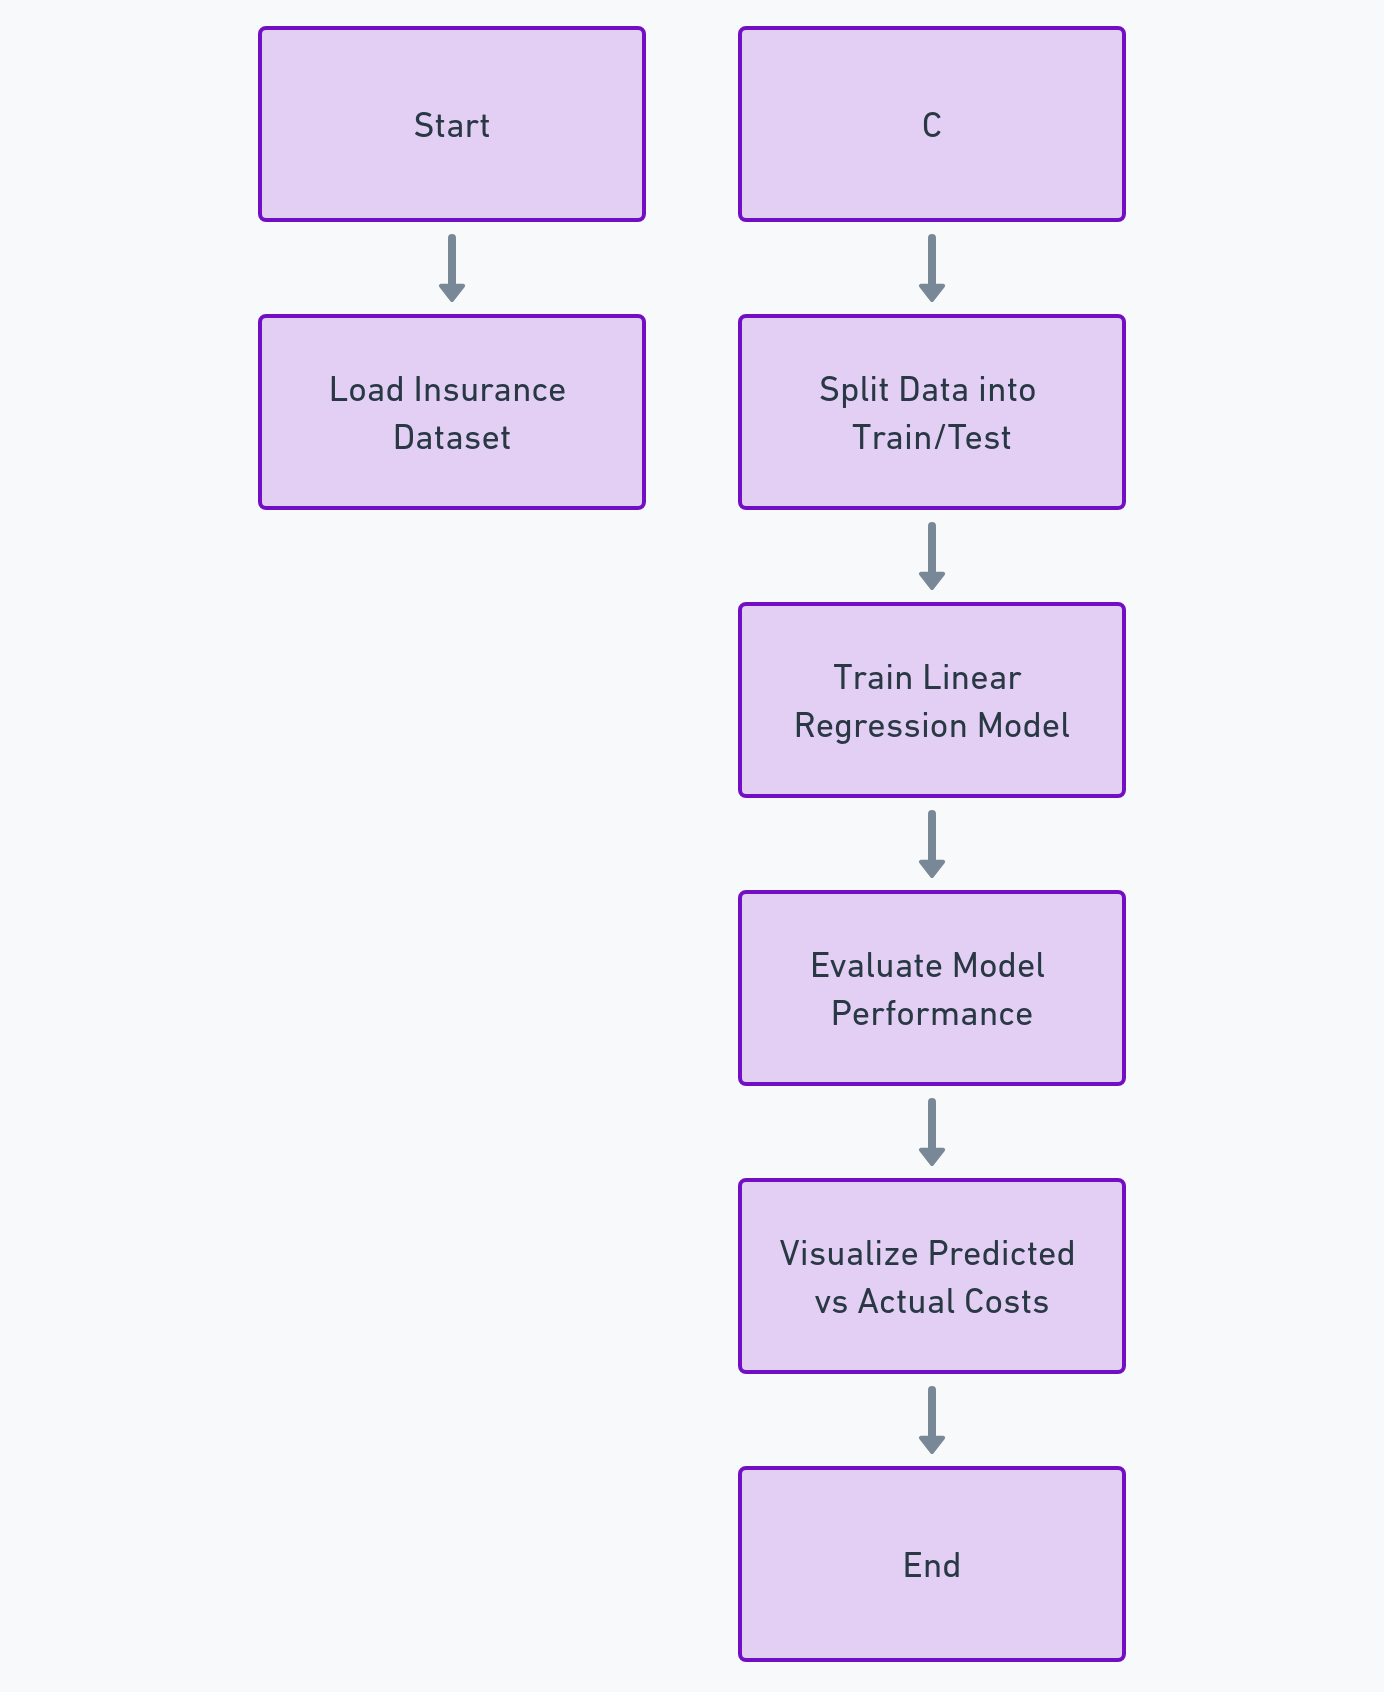 Start
Load Insurance
Dataset
C
Split Data into
Train/Test
Train Linear
Regression Model
Evaluate Model
Performance
Visualize Predicted
vs Actual Costs
End